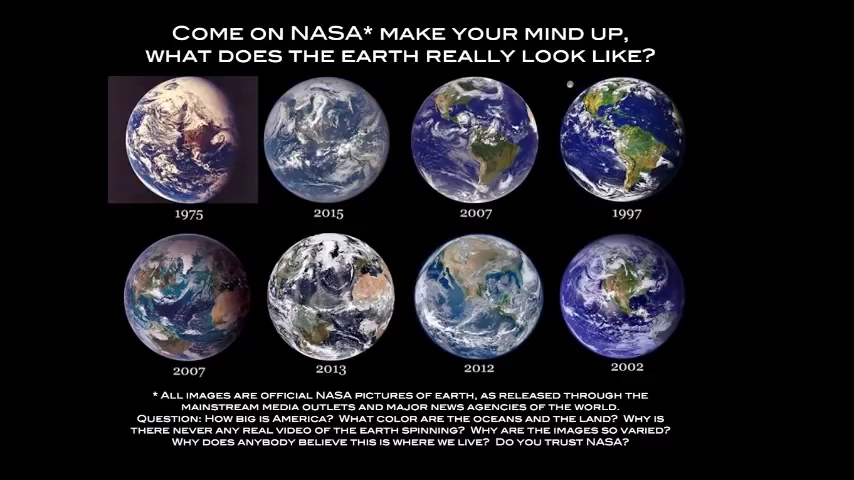 Come on NASA* make your mind up,
what does the earth really look like?
1975 2015 2007 1997
2007 2013 2012 2002
* All images are official NASA pictures of earth, as released through the
mainstream media outlets and major news agencies of the world.
Question: How big is America? What color are the oceans and the land? Why is
there never any real video of the earth spinning? Why are the images so varied?
Why does anybody believe this is where we live? Do you trust NASA?